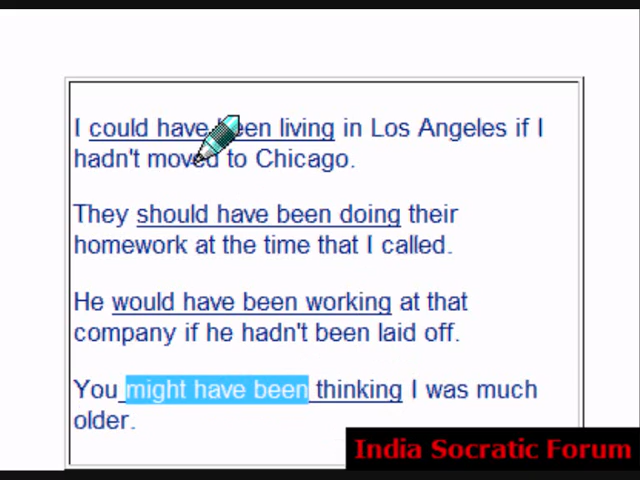 I could have been living in Los Angeles if I
hadn't moved to Chicago.
They should have been doing their
homework at the time that I called.
He would have been working at that
company if he hadn't been laid off.
You might have been thinking I was much
older.
India Socratic Forum